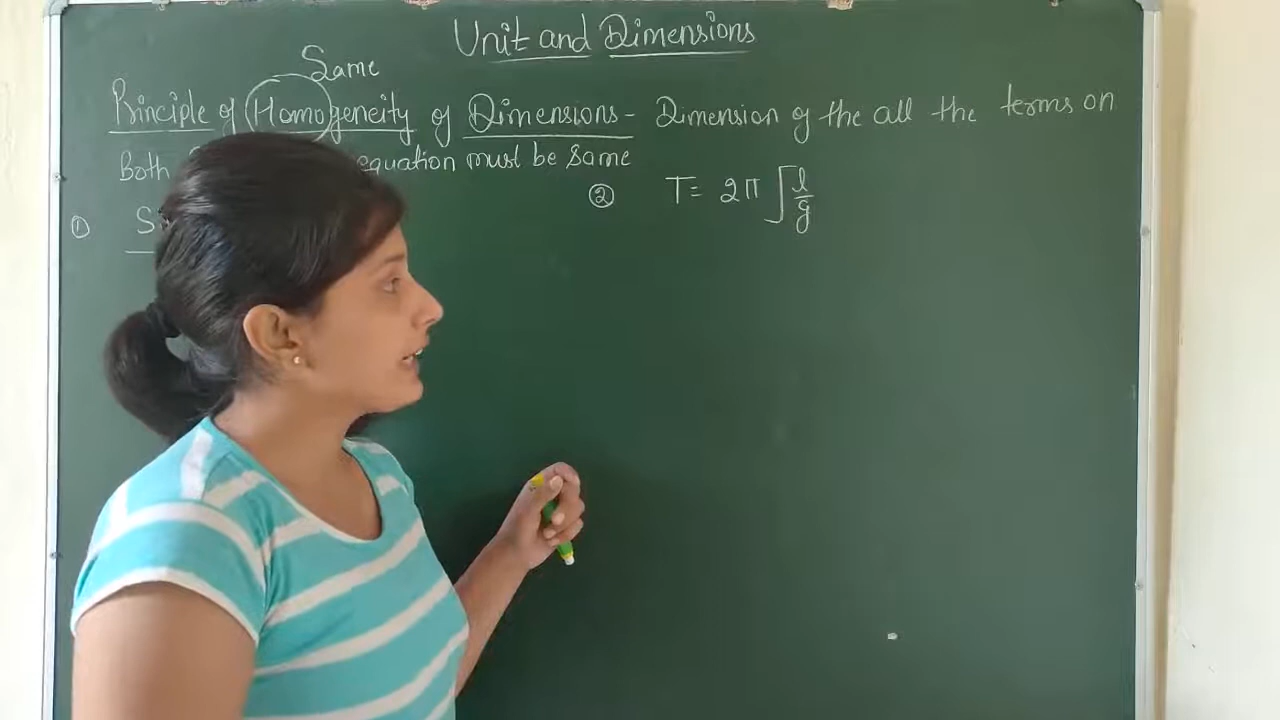 Unit and Dimensions
Same
Principle of Homogeneity of Dimensions - Dimension of the all the terms on
Both equation must be Same
① S
② T = 2π √l/g